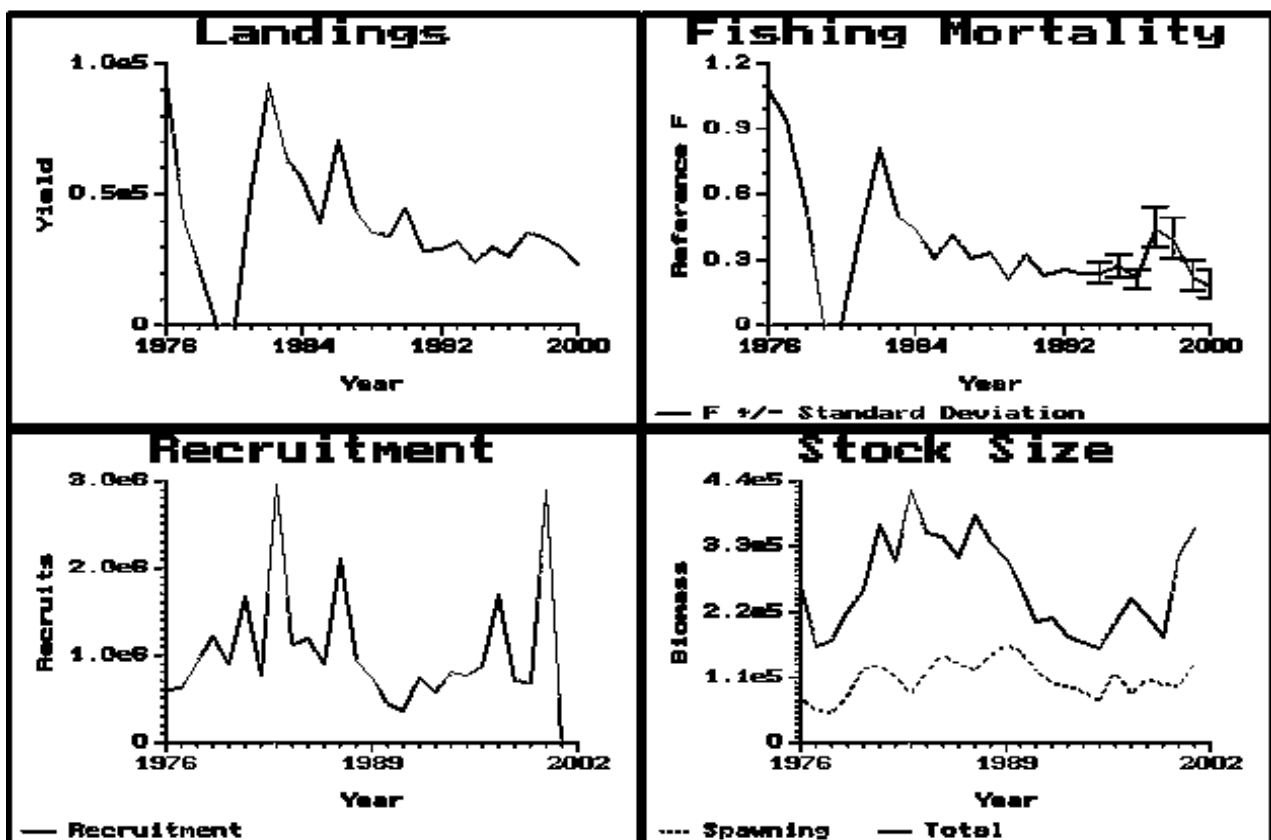 Landings
1.0e5
0.5e5
0
Yield
1976 1984 1992 2000
Year
Fishing Mortality
1.2
0.9
0.6
0.3
0
Reference F
1976 1984 1992 2000
Year
F +/- Standard Deviation
Recruitment
3.0e6
2.0e6
1.0e6
0
Recruits
1976 1989 2002
Year
Recruitment
Stock Size
4.4e5
3.3e5
2.2e5
1.1e5
0
Biomass
1976 1989 2002
Year
Spawning Total